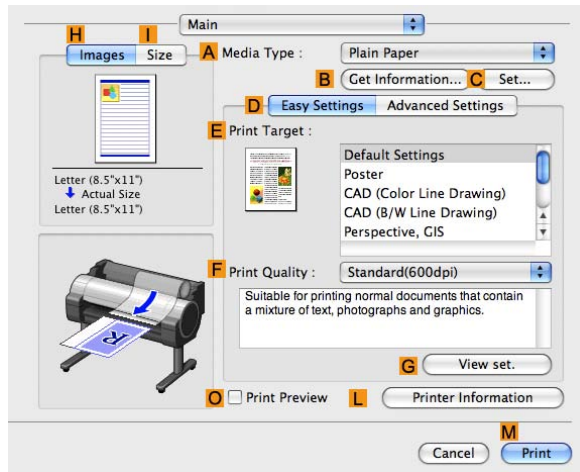 Main
H
I
Images
Size
A
Media Type :
Plain Paper
B
Get Information...
C
Set...
D
Easy Settings
Advanced Settings
E
Print Target :
Default Settings
Poster
CAD (Color Line Drawing)
CAD (B/W Line Drawing)
Perspective, GIS
Letter (8.5"x11")
Actual Size
Letter (8.5"x11")
F
Print Quality :
Standard(600dpi)
Suitable for printing normal documents that contain
a mixture of text, photographs and graphics.
G
View set.
O
Print Preview
L
Printer Information
M
Cancel
Print